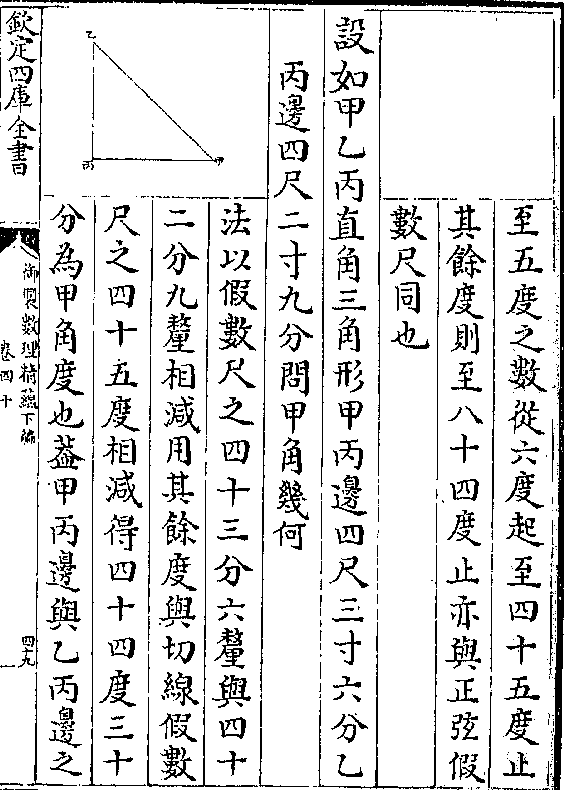 至五度之數從六度起至四十五度止
其餘度則至八十四度止亦與正弦假
數尺同也
設如甲乙丙直角三角形甲丙邊四尺三寸六分乙
丙邊四尺二寸九分問甲角幾何
法以假數尺之四十三分六釐與四十
二分九釐相減用其餘度與切線假數
尺之四十五度相減得四十四度三十
分為甲角度也葢甲丙邊與乙丙邊之
乙
丙
甲
欽定四庫全書
御製數理精蘊下編
卷四十
四九